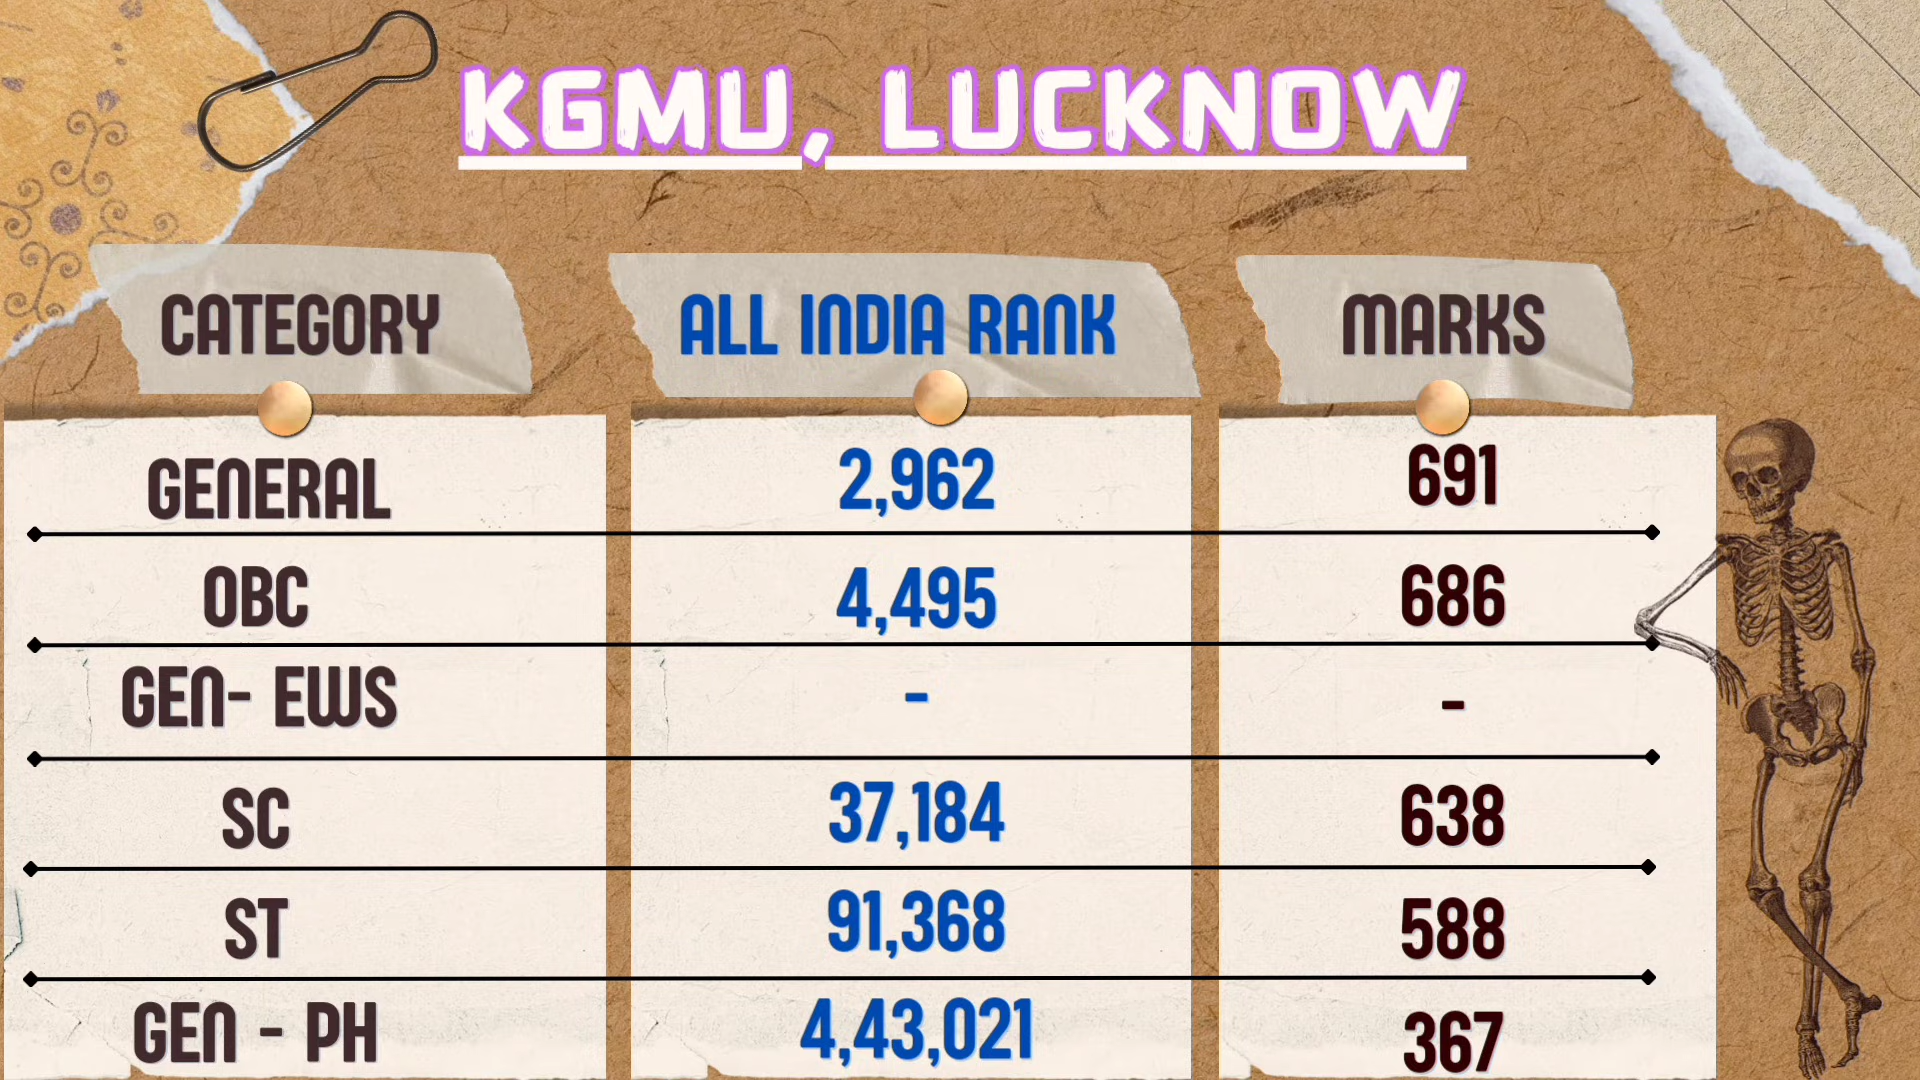 KGMU, LUCKNOW
CATEGORY ALL INDIA RANK MARKS
GENERAL 2,962 691
OBC 4,495 686
GEN- EWS - -
SC 37,184 638
ST 91,368 588
GEN - PH 4,43,021 367